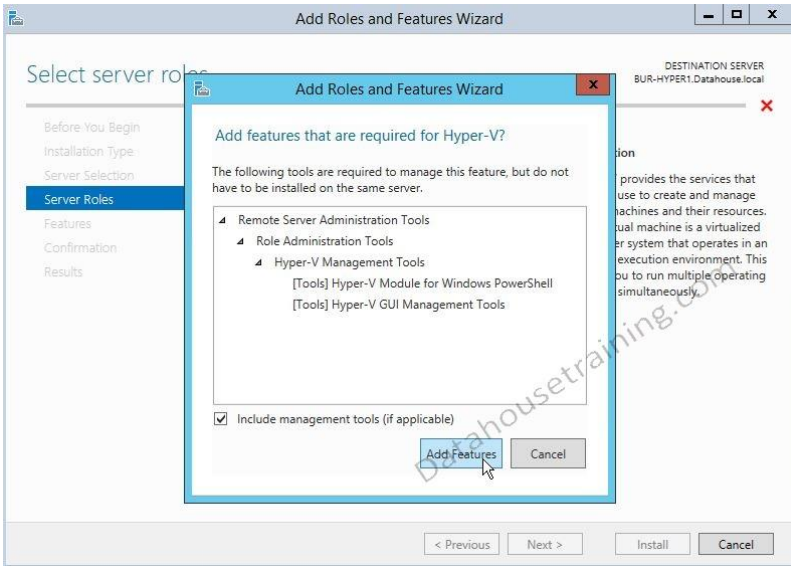 Add Roles and Features Wizard
Select server roles
DESTINATION SERVER
BUR-HYPER1.Datahouse.local
Before You Begin
Installation Type
Server Selection
Server Roles
Features
Confirmation
Results
Add Roles and Features Wizard
Add features that are required for Hyper-V?
The following tools are required to manage this feature, but do not
have to be installed on the same server.
Remote Server Administration Tools
Role Administration Tools
Hyper-V Management Tools
[Tools] Hyper-V Module for Windows PowerShell
[Tools] Hyper-V GUI Management Tools
Include management tools (if applicable)
Add Features
Cancel
provides the services that
use to create and manage
machines and their resources.
machine is a virtualized
system that operates in an
execution environment. This
to run multiple operating
simultaneously.
Datahousetraining.com
< Previous
Next >
Install
Cancel